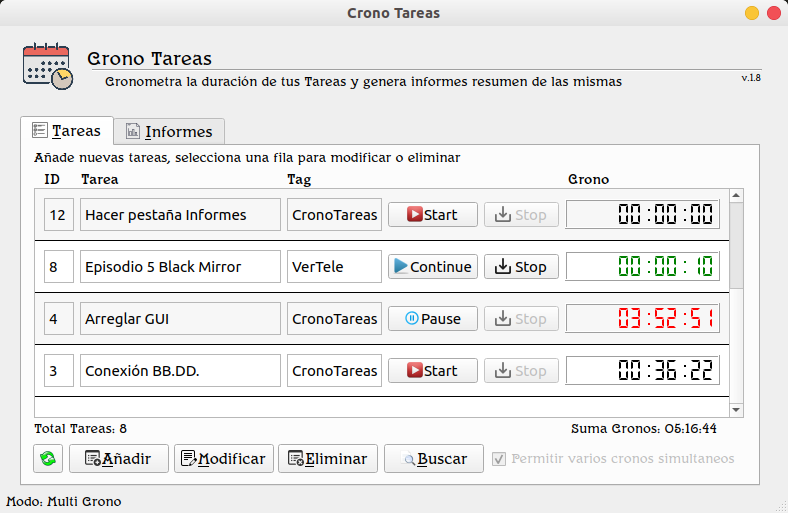 Crono Tareas
Crono Tareas
Cronometra la duración de tus Tareas y genera informes resumen de las mismas
v.1.8
Tareas Informes
Añade nuevas tareas, selecciona una fila para modificar o eliminar
ID Tarea Tag Crono
12 Hacer pestaña Informes CronoTareas Start Stop 00:00:00
8 Episodio 5 Black Mirror VerTele Continue Stop 00:00:10
4 Arreglar GUI CronoTareas Pause Stop 03:52:51
3 Conexión BB.DD. CronoTareas Start Stop 00:36:22
Total Tareas: 8 Suma Cronos: 05:16:44
Añadir Modificar Eliminar Buscar Permitir varios cronos simultaneos
Modo: Multi Crono